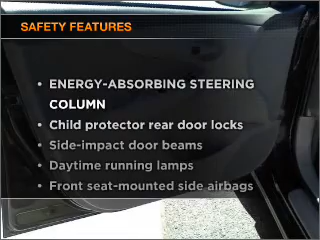 SAFETY FEATURES
• ENERGY-ABSORBING STEERING
COLUMN
• Child protector rear door locks
• Side-impact door beams
• Daytime running lamps
• Front seat-mounted side airbags